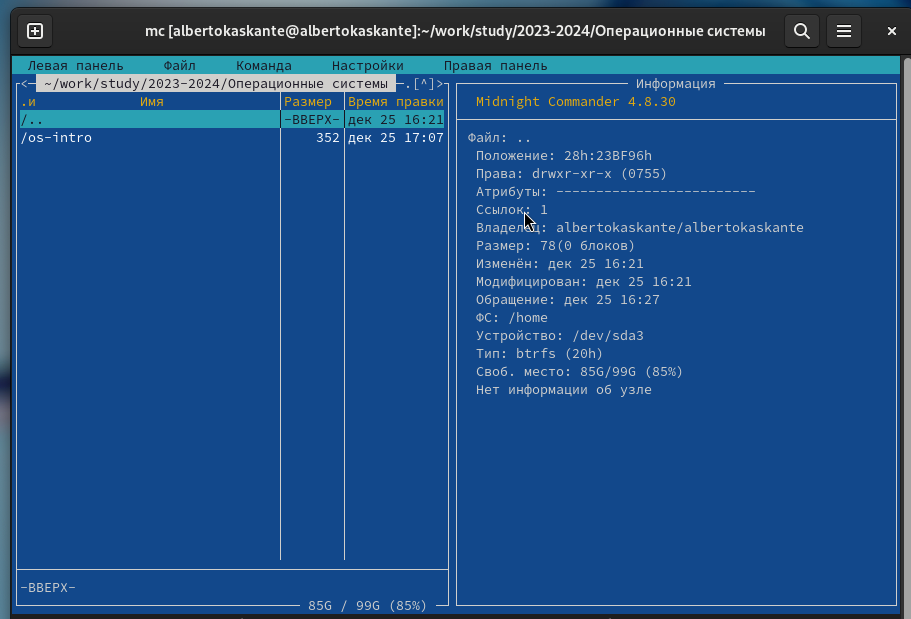 mc [albertokaskante@albertokaskante]:~/work/study/2023-2024/Операционные системы
Левая панель Файл Команда Настройки Правая панель
<─ ~/work/study/2023-2024/Операционные системы ─.[^]>
.и Имя Размер Время правки
/.. -ВВЕРХ- дек 25 16:21
/os-intro 352 дек 25 17:07
-ВВЕРХ-
85G / 99G (85%)
Информация
Midnight Commander 4.8.30
Файл: ..
Положение: 28h:23BF96h
Права: drwxr-xr-x (0755)
Атрибуты: -------------------------
Ссылок: 1
Владелец: albertokaskante/albertokaskante
Размер: 78(0 блоков)
Изменён: дек 25 16:21
Модифицирован: дек 25 16:21
Обращение: дек 25 16:27
ФС: /home
Устройство: /dev/sda3
Тип: btrfs (20h)
Своб. место: 85G/99G (85%)
Нет информации об узле